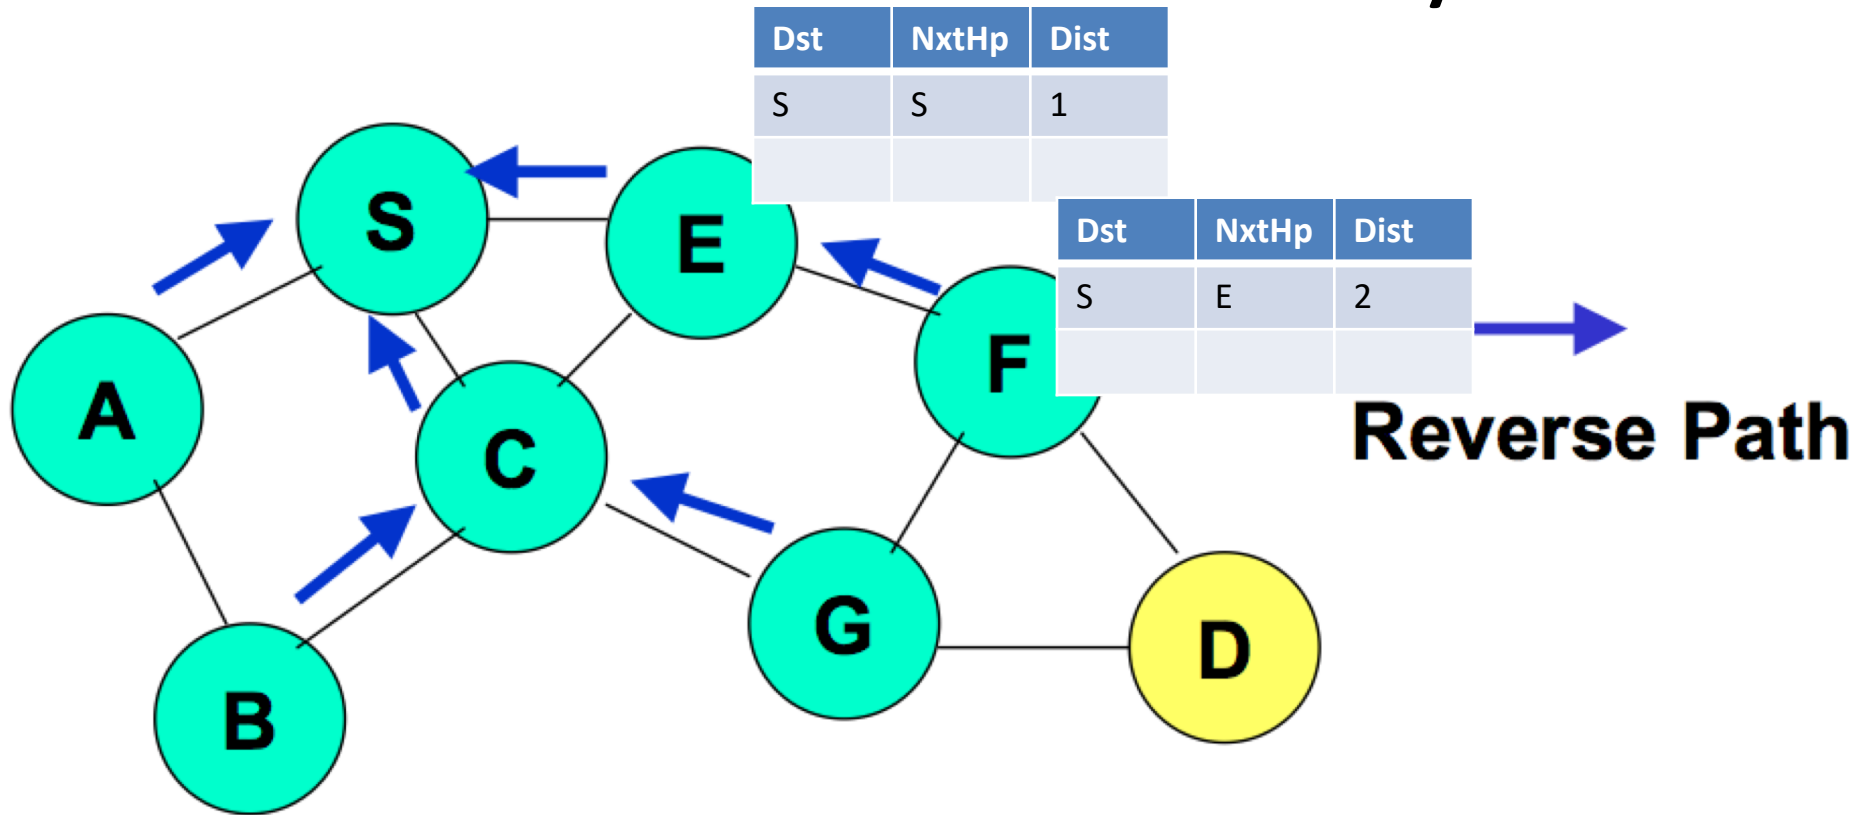 Dst NxtHp Dist
S S 1
Dst NxtHp Dist
S E 2
S
E
F
A
C
Reverse Path
G
D
B